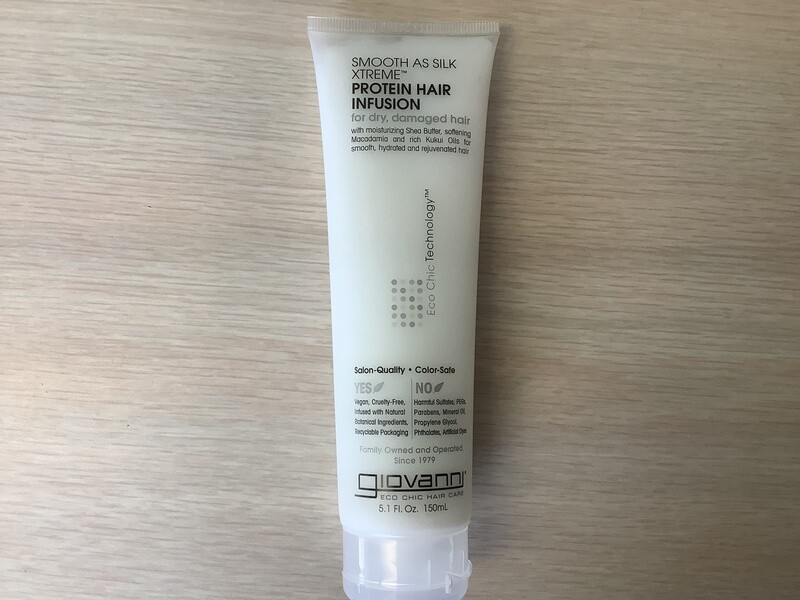 SMOOTH AS SILK
XTREME™
PROTEIN HAIR
INFUSION
for dry, damaged hair
with moisturizing Shea Butter, softening
Macadamia and rich Kukui Oils for
smooth, hydrated and rejuvenated hair
Eco Chic Technology™
Salon-Quality • Color-Safe
YES
Vegan, Cruelty-Free,
Infused with Natural
Botanical Ingredients,
Recyclable Packaging
NO
Harmful Sulfates, PEGs,
Parabens, Mineral Oil,
Propylene Glycol,
Phthalates, Artificial Dyes
Family Owned and Operated.
Since 1979
giovanni®
ECO CHIC HAIR CARE
5.1 Fl. Oz. 150mL